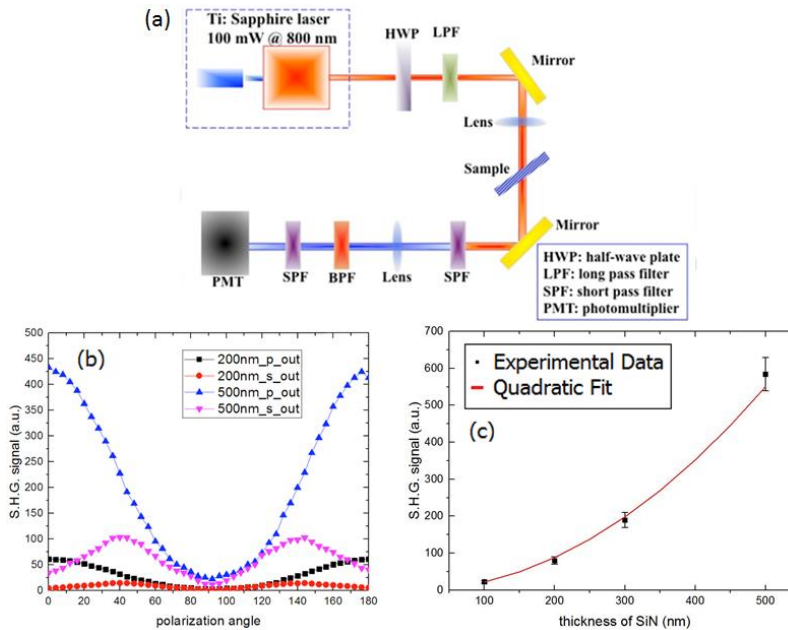 (a)
Ti: Sapphire laser
100 mW @ 800 nm
HWP
LPF
Mirror
Lens
Sample
Mirror
PMT
SPF
BPF
Lens
SPF
HWP: half-wave plate
LPF: long pass filter
SPF: short pass filter
PMT: photomultiplier
(b)
S.H.G. signal (a.u.)
500
450
400
350
300
250
200
150
100
50
0
200nm_p_out
200nm_s_out
500nm_p_out
500nm_s_out
0 20 40 60 80 100 120 140 160 180
polarization angle
(c)
S.H.G. signal (a.u.)
700
600
500
400
300
200
100
0
Experimental Data
Quadratic Fit
100 200 300 400 500
thickness of SiN (nm)